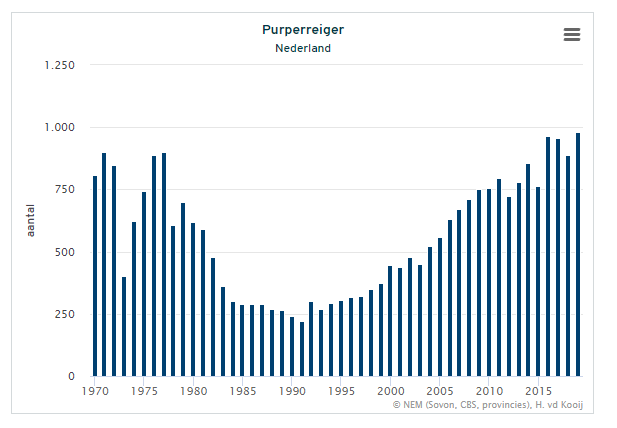 Purperreiger
Nederland
1.250
1.000
750
500
250
0
aantal
1970 1975 1980 1985 1990 1995 2000 2005 2010 2015
© NEM (Sovon, CBS, provincies), H. vd Kooij